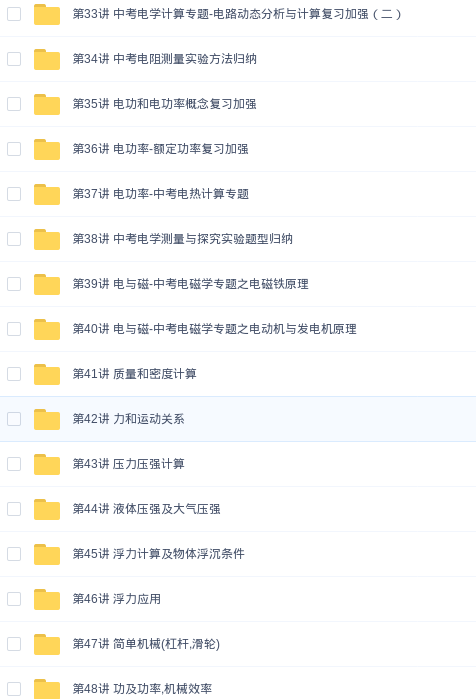 第33讲 中考电学计算专题-电路动态分析与计算复习加强（二）
第34讲 中考电阻测量实验方法归纳
第35讲 电功和电功率概念复习加强
第36讲 电功率-额定功率复习加强
第37讲 电功率-中考电热计算专题
第38讲 中考电学测量与探究实验题型归纳
第39讲 电与磁-中考电磁学专题之电磁铁原理
第40讲 电与磁-中考电磁学专题之电动机与发电机原理
第41讲 质量和密度计算
第42讲 力和运动关系
第43讲 压力压强计算
第44讲 液体压强及大气压强
第45讲 浮力计算及物体浮沉条件
第46讲 浮力应用
第47讲 简单机械(杠杆,滑轮)
第48讲 功及功率,机械效率